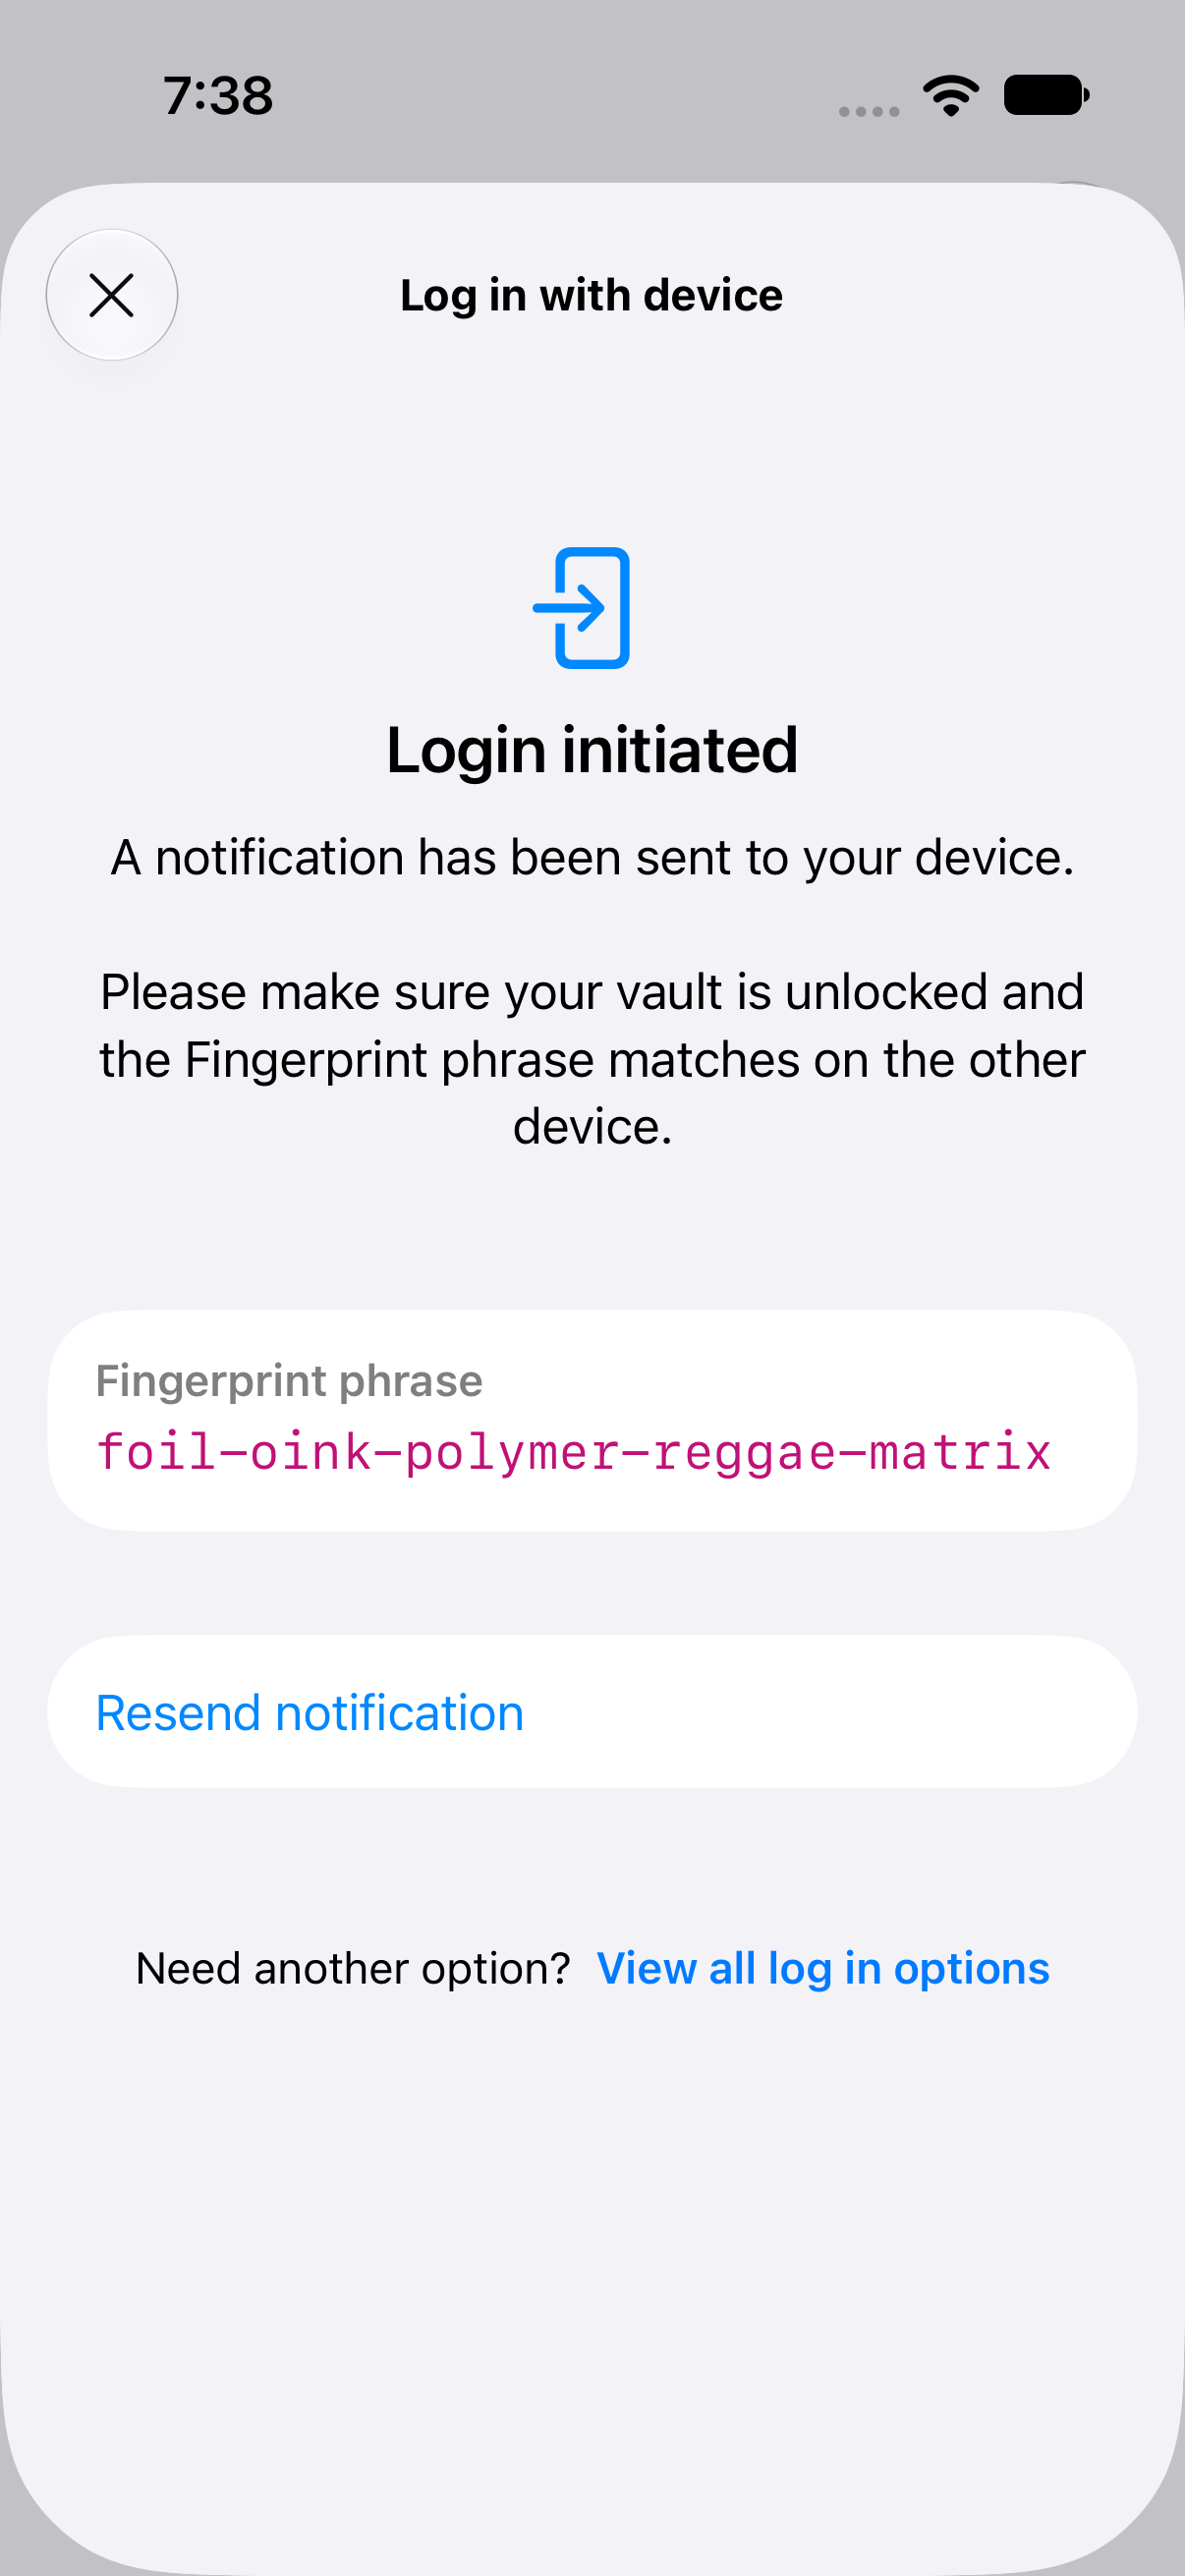 7:38
Log in with device
Login initiated
A notification has been sent to your device.
Please make sure your vault is unlocked and
the Fingerprint phrase matches on the other
device.
Fingerprint phrase
foil-oink-polymer-reggae-matrix
Resend notification
Need another option? View all log in options